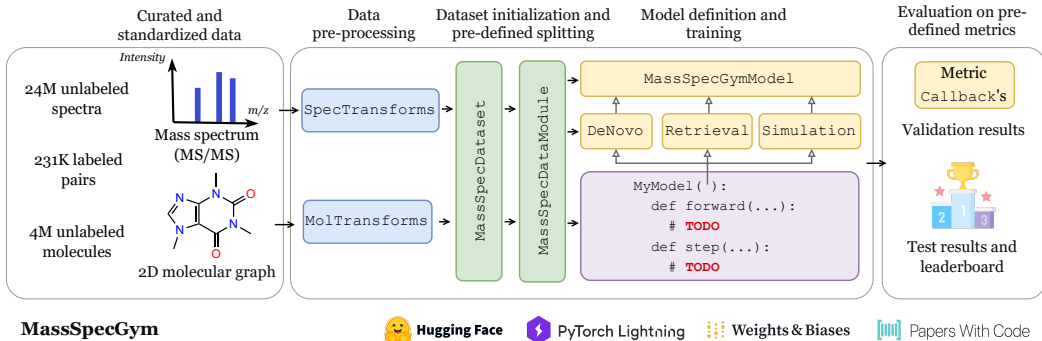 Curated and
standardized data
Data
pre-processing
Dataset initialization and
pre-defined splitting
Model definition and
training
Evaluation on pre-
defined metrics
24M unlabeled
spectra
231K labeled
pairs
4M unlabeled
molecules
Intensity
m/z
Mass spectrum
(MS/MS)
N
N
N
N
O
O
2D molecular graph
SpecTransforms
MolTransforms
MassSpecDataset
MassSpecDataModule
MassSpecGymModel
DeNovo
Retrieval
Simulation
MyModel():
def forward(...):
# TODO
def step(...):
# TODO
Metric
Callback's
Validation results
1
2
3
Test results and
leaderboard
MassSpecGym
Hugging Face
PyTorch Lightning
Weights & Biases
Papers With Code